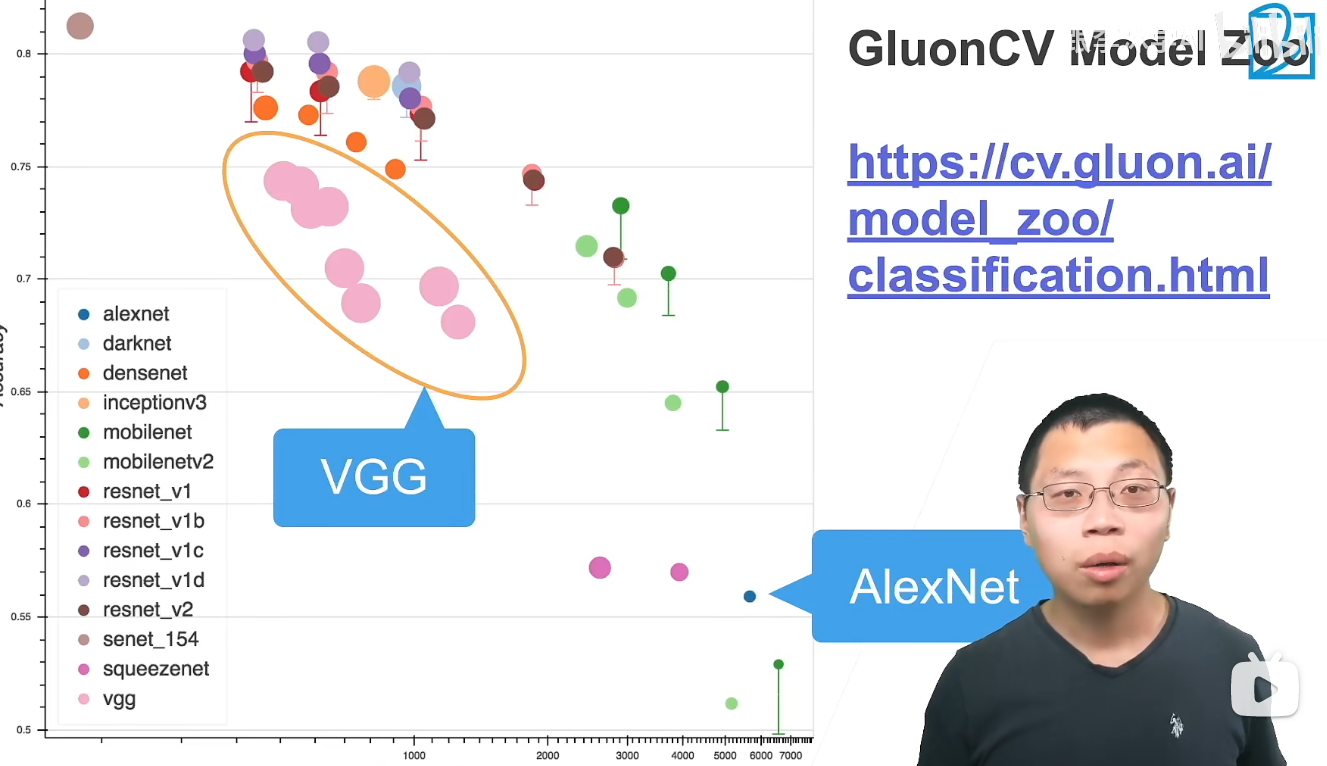 GluonCV Model Zoo
https://cv.gluon.ai/
model_zoo/
classification.html
0.8
0.75
0.7
0.65
0.6
0.55
0.5
alexnet
darknet
densenet
inceptionv3
mobilenet
mobilenetv2
resnet_v1
resnet_v1b
resnet_v1c
resnet_v1d
resnet_v2
senet_154
squeezenet
vgg
VGG
AlexNet
1000
2000
3000
4000
5000
6000
7000